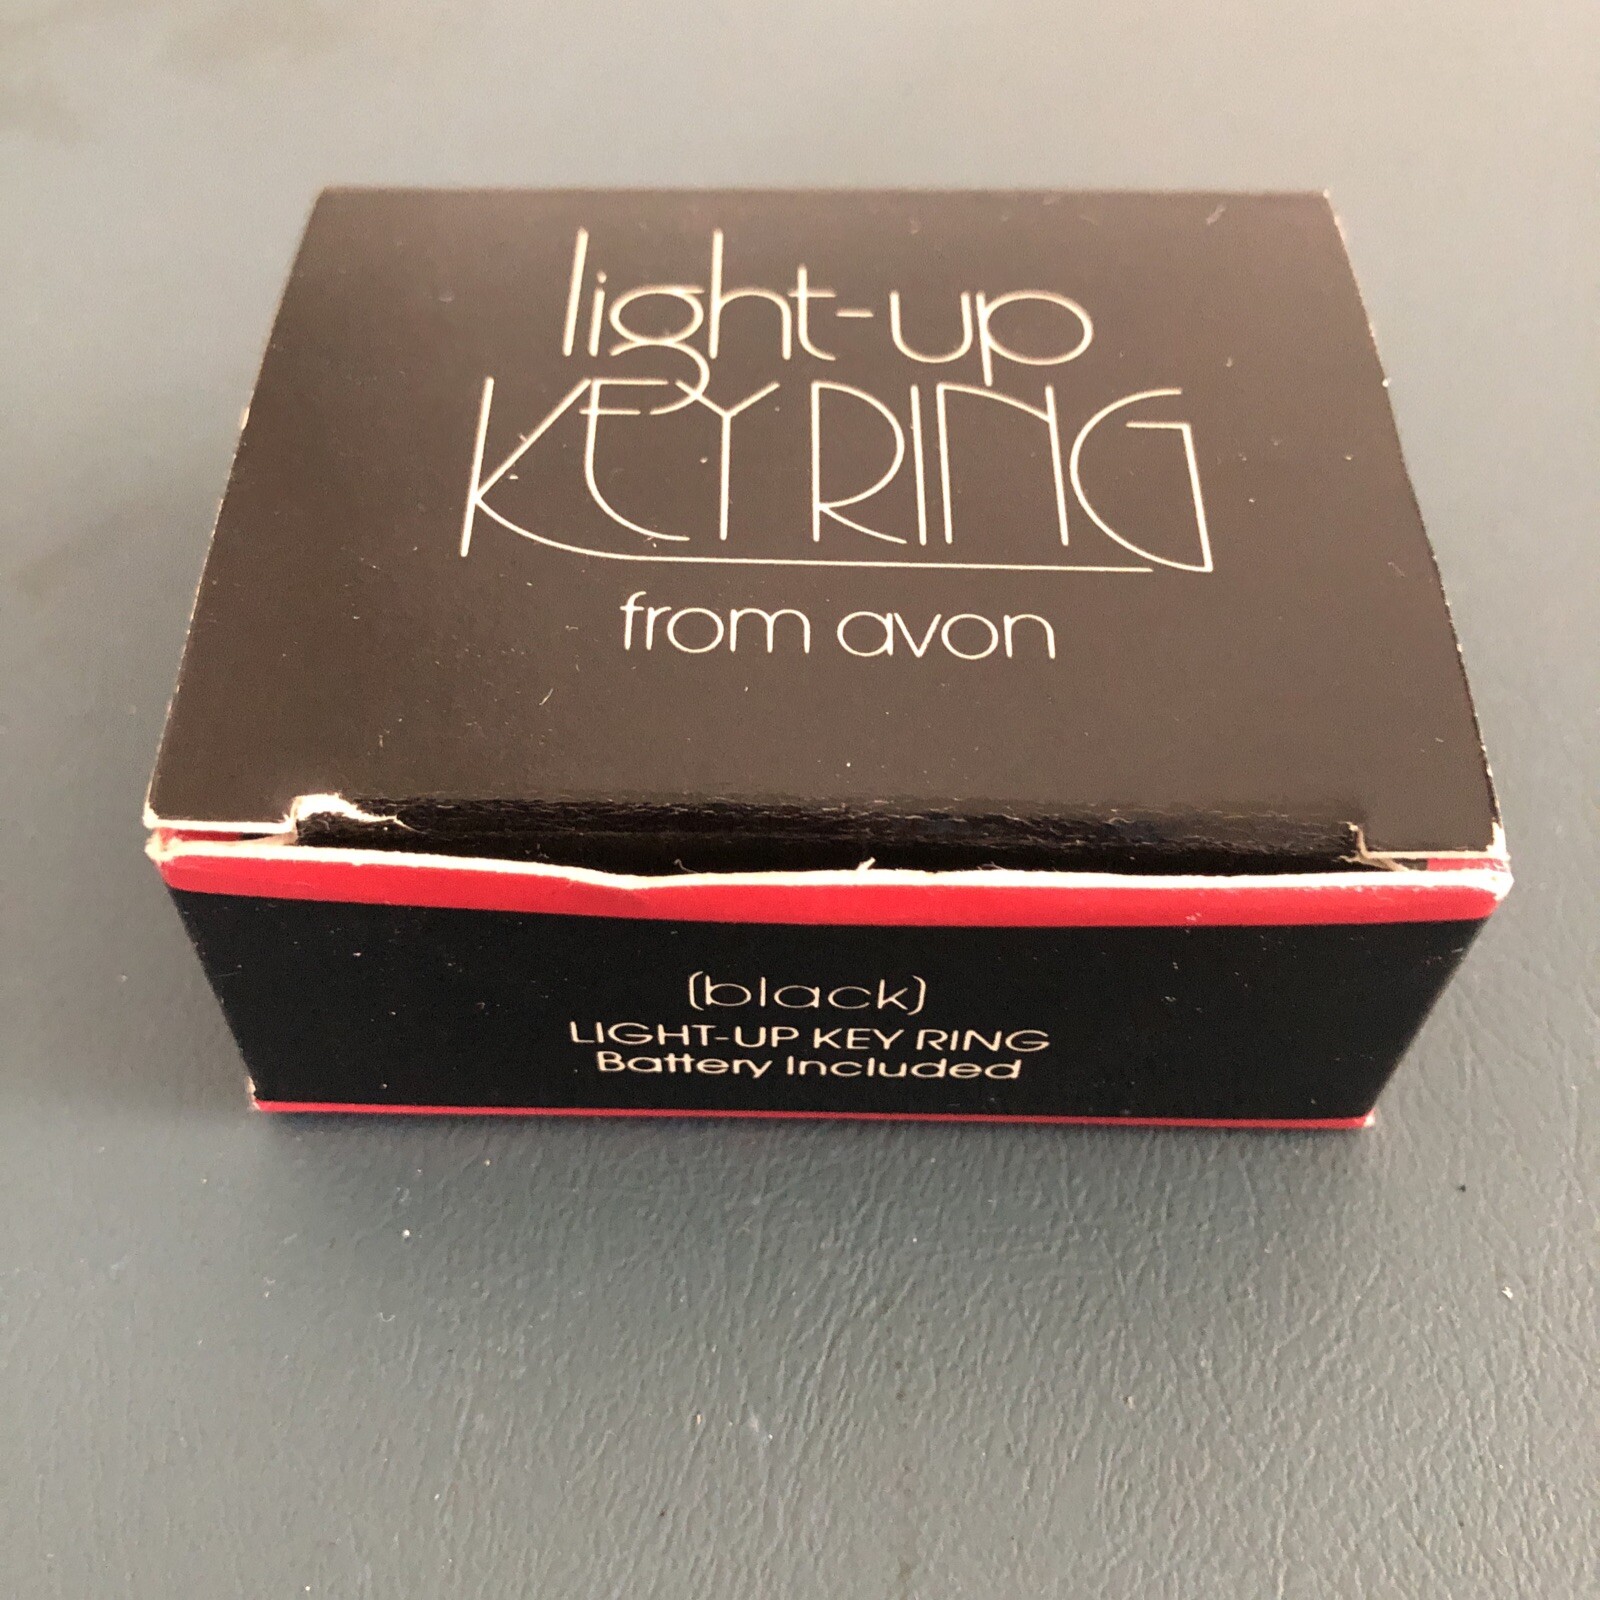 light-up
KEY RING
from avon
(black)
LIGHT-UP KEY RING
Battery Included